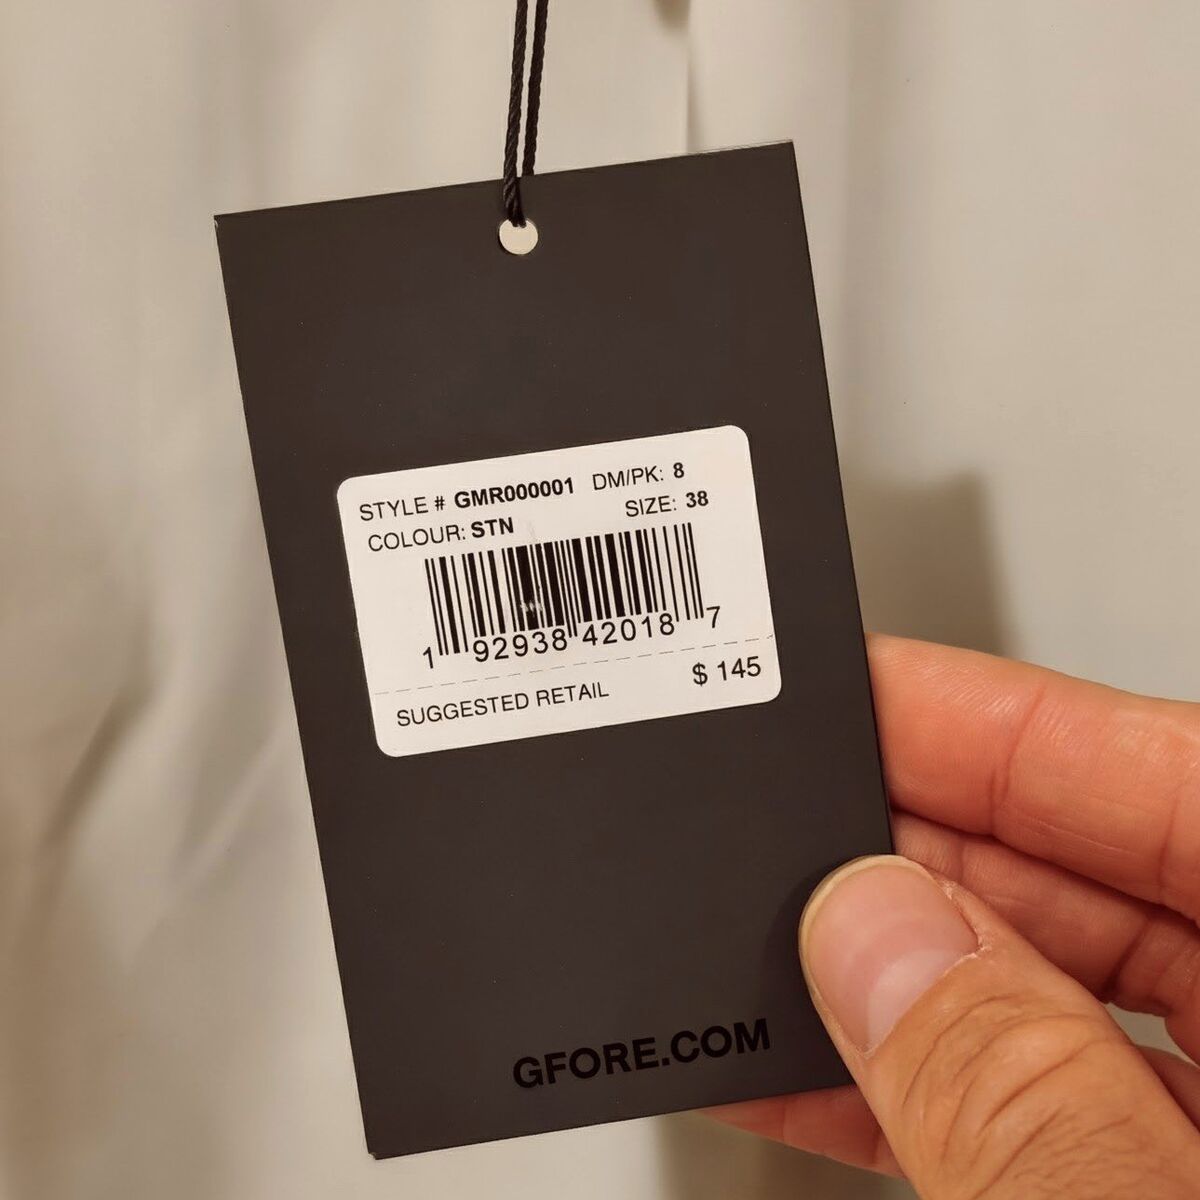 STYLE # GMR000001 DM/PK: 8
COLOUR: STN SIZE: 38
1 92938 42018 7
SUGGESTED RETAIL $ 145
GFORE.COM